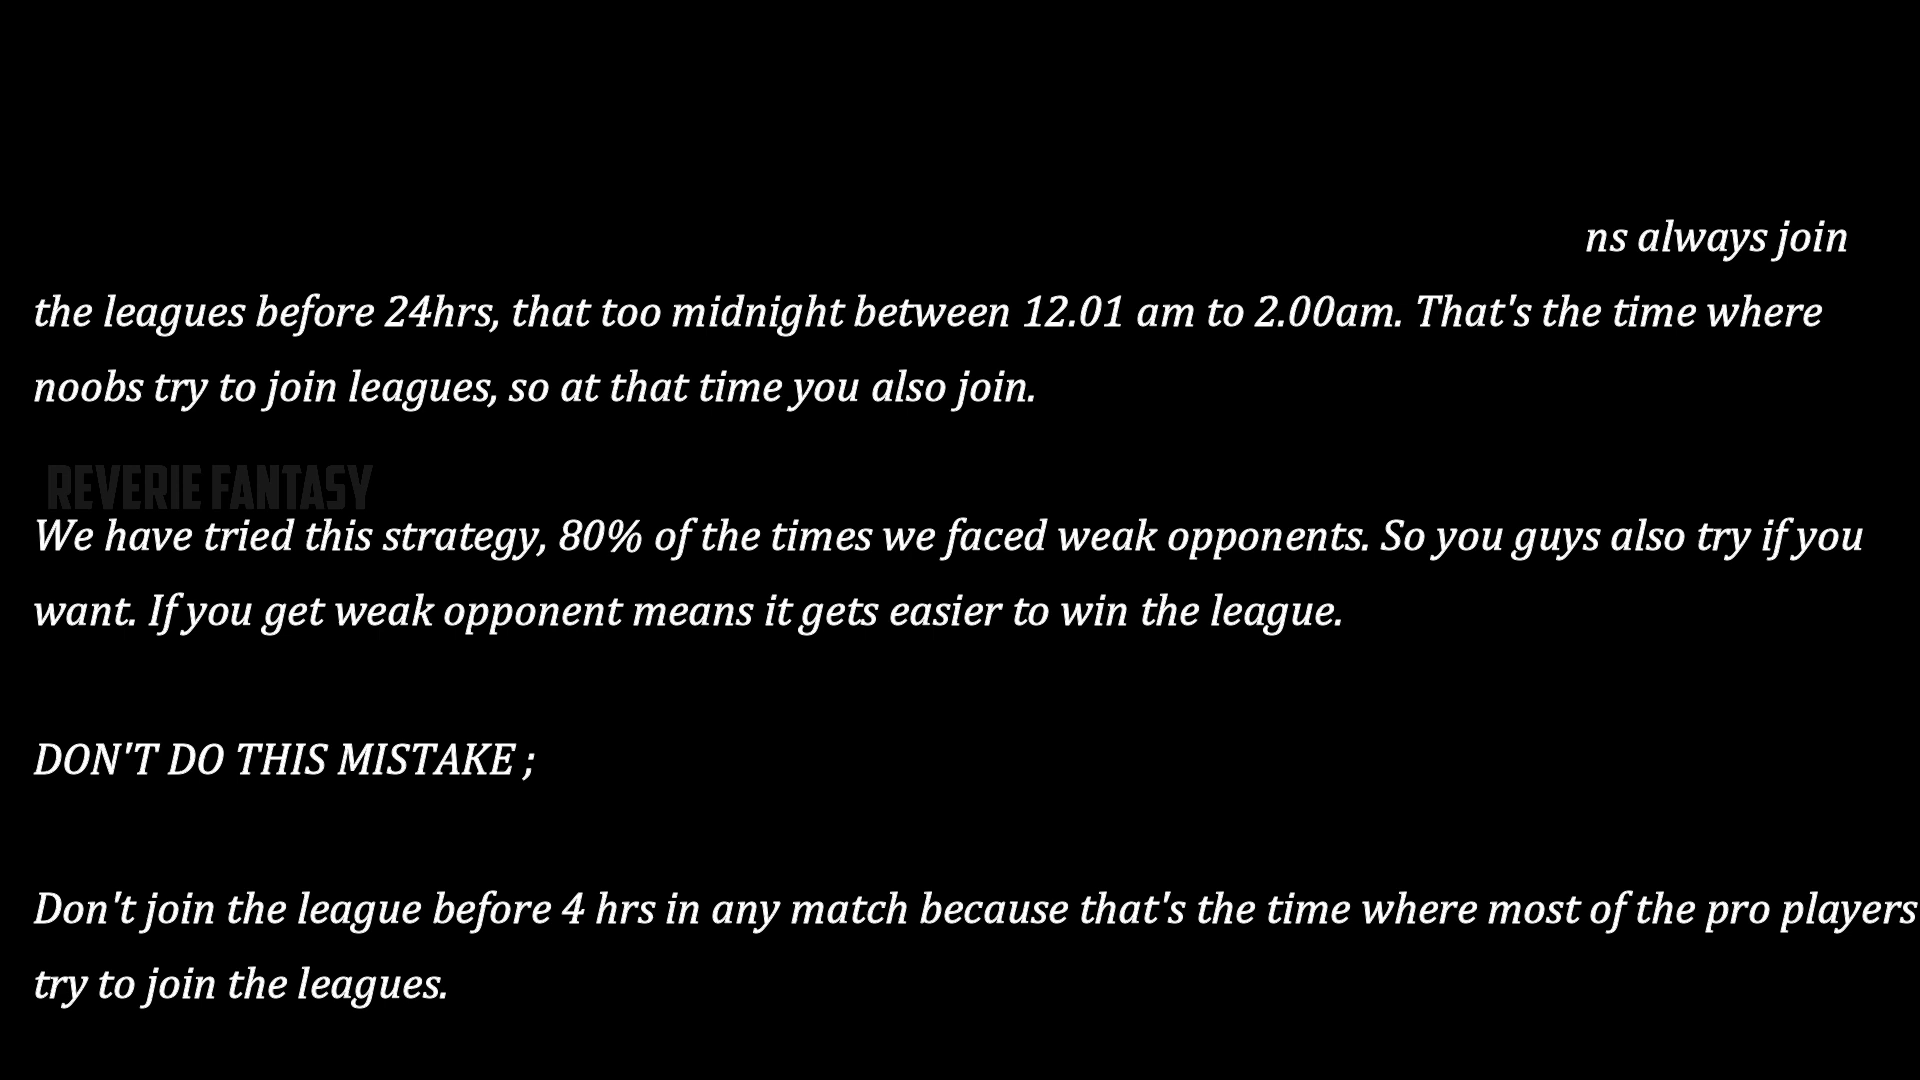 ns always join
the leagues before 24hrs, that too midnight between 12.01 am to 2.00am. That's the time where
noobs try to join leagues, so at that time you also join.
REVERIE FANTASY
We have tried this strategy, 80% of the times we faced weak opponents. So you guys also try if you
want. If you get weak opponent means it gets easier to win the league.
DON'T DO THIS MISTAKE ;
Don't join the league before 4 hrs in any match because that's the time where most of the pro players
try to join the leagues.